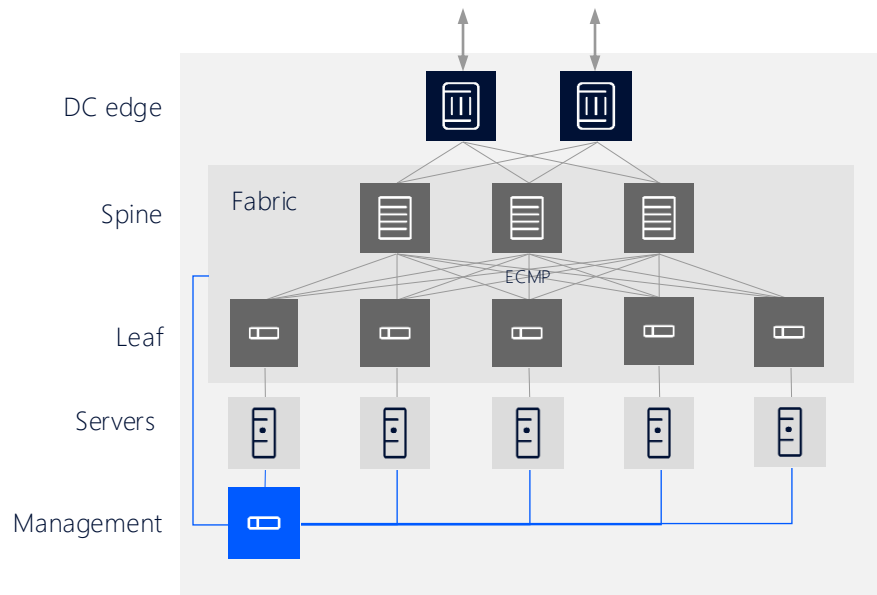 DC edge
Fabric
Spine
ECMP
Leaf
Servers
Management